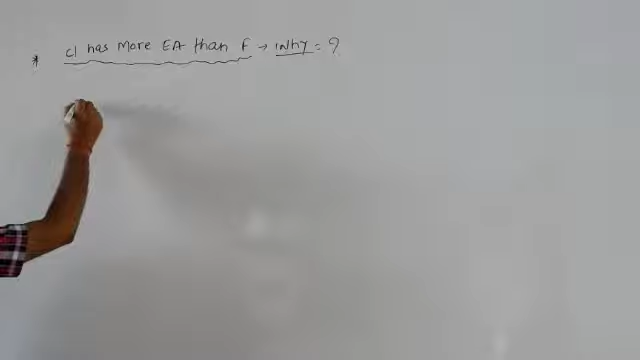 * Cl has More EA than F → Why = ?